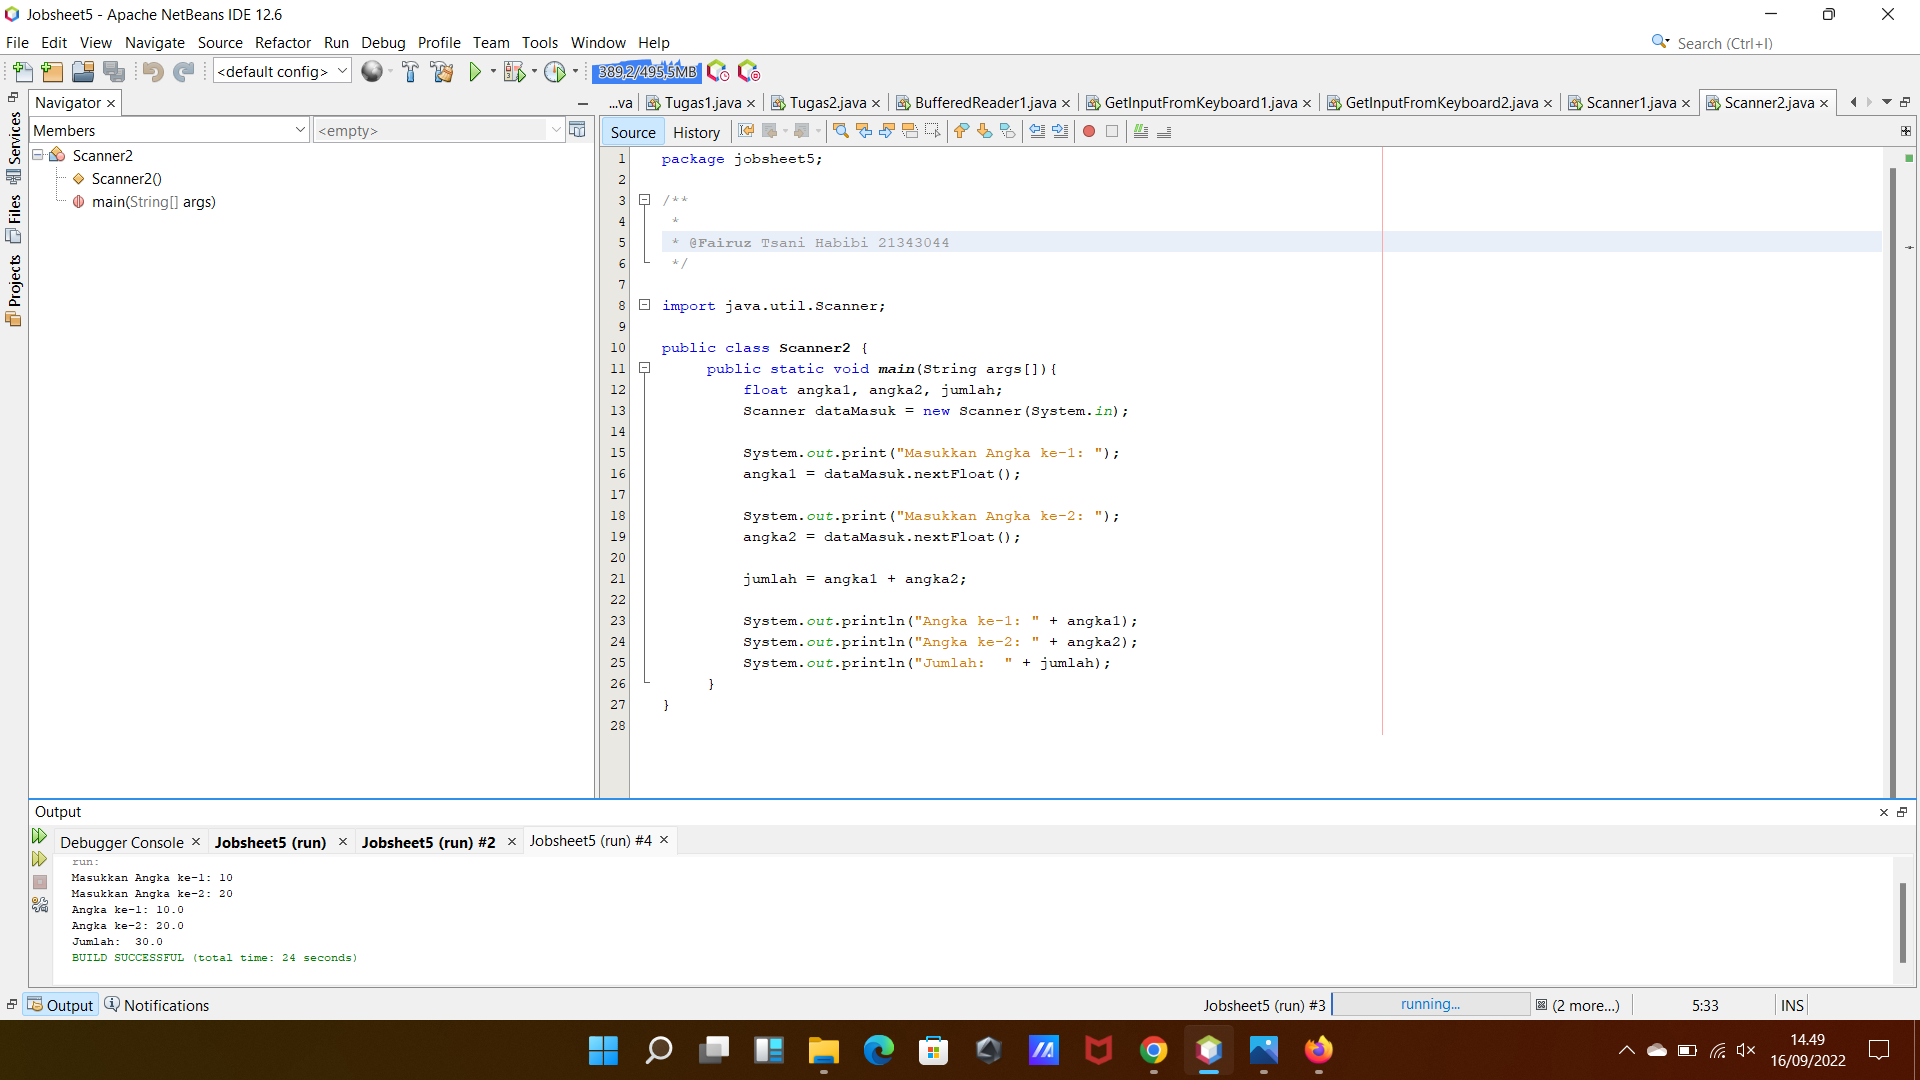 Jobsheet5 - Apache NetBeans IDE 12.6
File Edit View Navigate Source Refactor Run Debug Profile Team Tools Window Help
Search (Ctrl+I)
<default config>
389,2/495,5MB
Navigator
...va Tugas1.java Tugas2.java BufferedReader1.java GetInputFromKeyboard1.java GetInputFromKeyboard2.java Scanner1.java Scanner2.java
Members
<empty>
Source History
Services
Files
Projects
Scanner2
Scanner2()
main(String[] args)
1 package jobsheet5;
2
3 /**
4 *
5 * @Fairuz Tsani Habibi 21343044
6 */
7
8 import java.util.Scanner;
9
10 public class Scanner2 {
11 public static void main(String args[]){
12 float angka1, angka2, jumlah;
13 Scanner dataMasuk = new Scanner(System.in);
14
15 System.out.print("Masukkan Angka ke-1: ");
16 angka1 = dataMasuk.nextFloat();
17
18 System.out.print("Masukkan Angka ke-2: ");
19 angka2 = dataMasuk.nextFloat();
20
21 jumlah = angka1 + angka2;
22
23 System.out.println("Angka ke-1: " + angka1);
24 System.out.println("Angka ke-2: " + angka2);
25 System.out.println("Jumlah:  " + jumlah);
26 }
27 }
28
Output
Debugger Console Jobsheet5 (run) Jobsheet5 (run) #2 Jobsheet5 (run) #4
run:
Masukkan Angka ke-1: 10
Masukkan Angka ke-2: 20
Angka ke-1: 10.0
Angka ke-2: 20.0
Jumlah:  30.0
BUILD SUCCESSFUL (total time: 24 seconds)
Output Notifications
Jobsheet5 (run) #3 running... (2 more...) 5:33 INS
14.49
16/09/2022